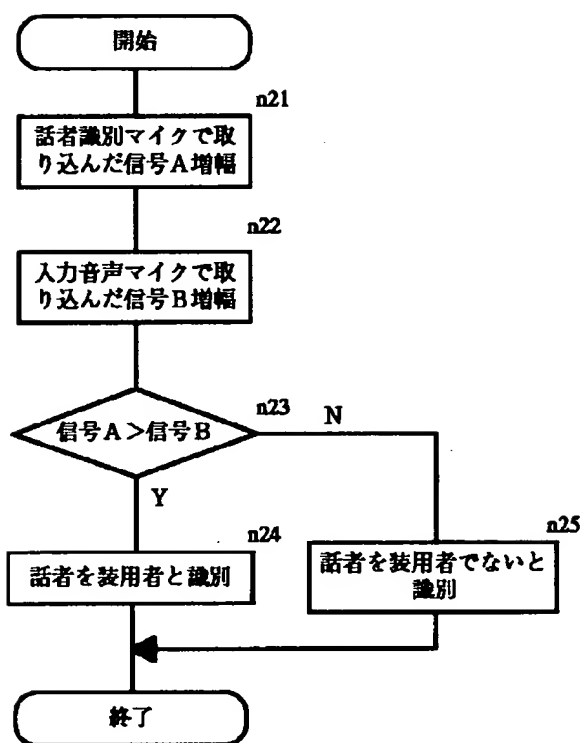 開始
n21
話者識別マイクで取
り込んだ信号A増幅
n22
入力音声マイクで取
り込んだ信号B増幅
n23
信号A＞信号B
N
Y
n24
話者を装用者と識別
n25
話者を装用者でないと
識別
終了